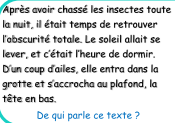 Après avoir chassé les insectes toute
la nuit, il était temps de retrouver
l'obscurité totale. Le soleil allait se
lever, et c'était l'heure de dormir.
D'un coup d'ailes, elle entra dans la
grotte et s'accrocha au plafond, la
tête en bas.
De qui parle ce texte ?